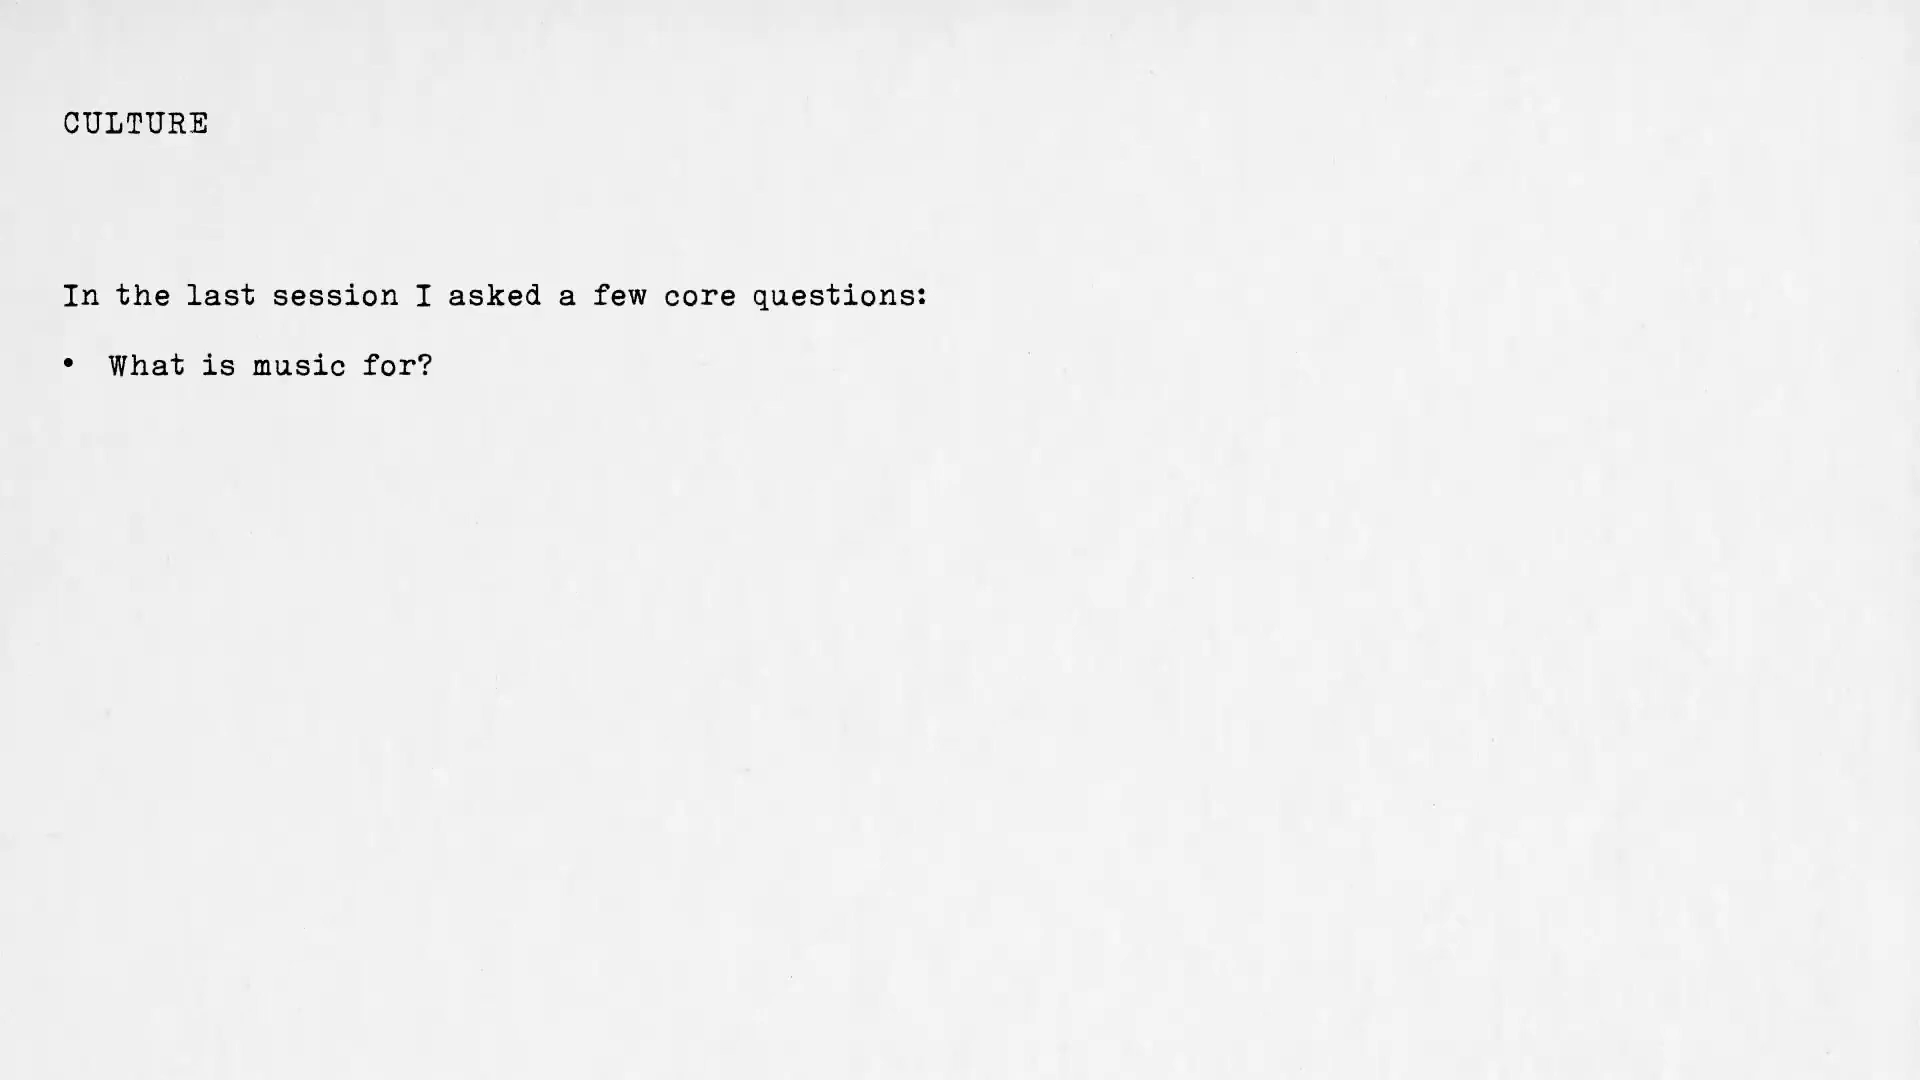 CULTURE
In the last session I asked a few core questions:
• What is music for?